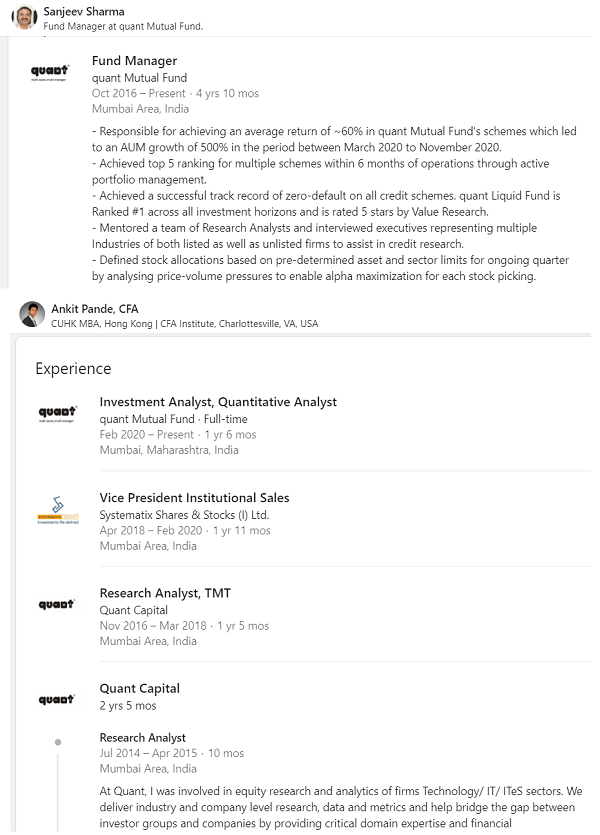 Sanjeev Sharma
Fund Manager at quant Mutual Fund.
quant
Fund Manager
quant Mutual Fund
Oct 2016 – Present · 4 yrs 10 mos
Mumbai Area, India
- Responsible for achieving an average return of ~60% in quant Mutual Fund's schemes which led
to an AUM growth of 500% in the period between March 2020 to November 2020.
- Achieved top 5 ranking for multiple schemes within 6 months of operations through active
portfolio management.
- Achieved a successful track record of zero-default on all credit schemes. quant Liquid Fund is
Ranked #1 across all investment horizons and is rated 5 stars by Value Research.
- Mentored a team of Research Analysts and interviewed executives representing multiple
Industries of both listed as well as unlisted firms to assist in credit research.
- Defined stock allocations based on pre-determined asset and sector limits for ongoing quarter
by analysing price-volume pressures to enable alpha maximization for each stock picking.
Ankit Pande, CFA
CUHK MBA, Hong Kong | CFA Institute, Charlottesville, VA, USA
Experience
quant
Investment Analyst, Quantitative Analyst
quant Mutual Fund · Full-time
Feb 2020 – Present · 1 yr 6 mos
Mumbai, Maharashtra, India
Vice President Institutional Sales
Systematix Shares & Stocks (I) Ltd.
Apr 2018 – Feb 2020 · 1 yr 11 mos
Mumbai Area, India
quant
Research Analyst, TMT
Quant Capital
Nov 2016 – Mar 2018 · 1 yr 5 mos
Mumbai Area, India
quant
Quant Capital
2 yrs 5 mos
Research Analyst
Jul 2014 – Apr 2015 · 10 mos
Mumbai Area, India
At Quant, I was involved in equity research and analytics of firms Technology/ IT/ ITeS sectors. We
deliver industry and company level research, data and metrics and help bridge the gap between
investor groups and companies by providing critical domain expertise and financial